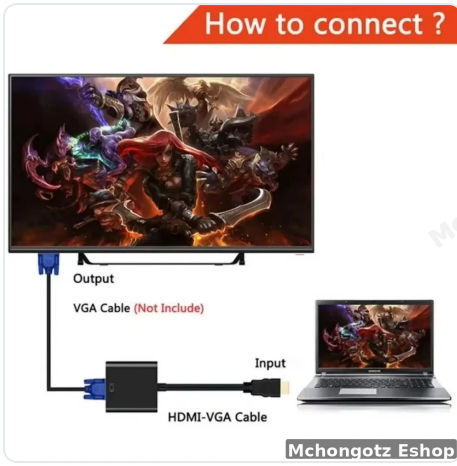 How to connect ?
Output
VGA Cable (Not Include)
Input
HDMI-VGA Cable
Mchongotz Eshop